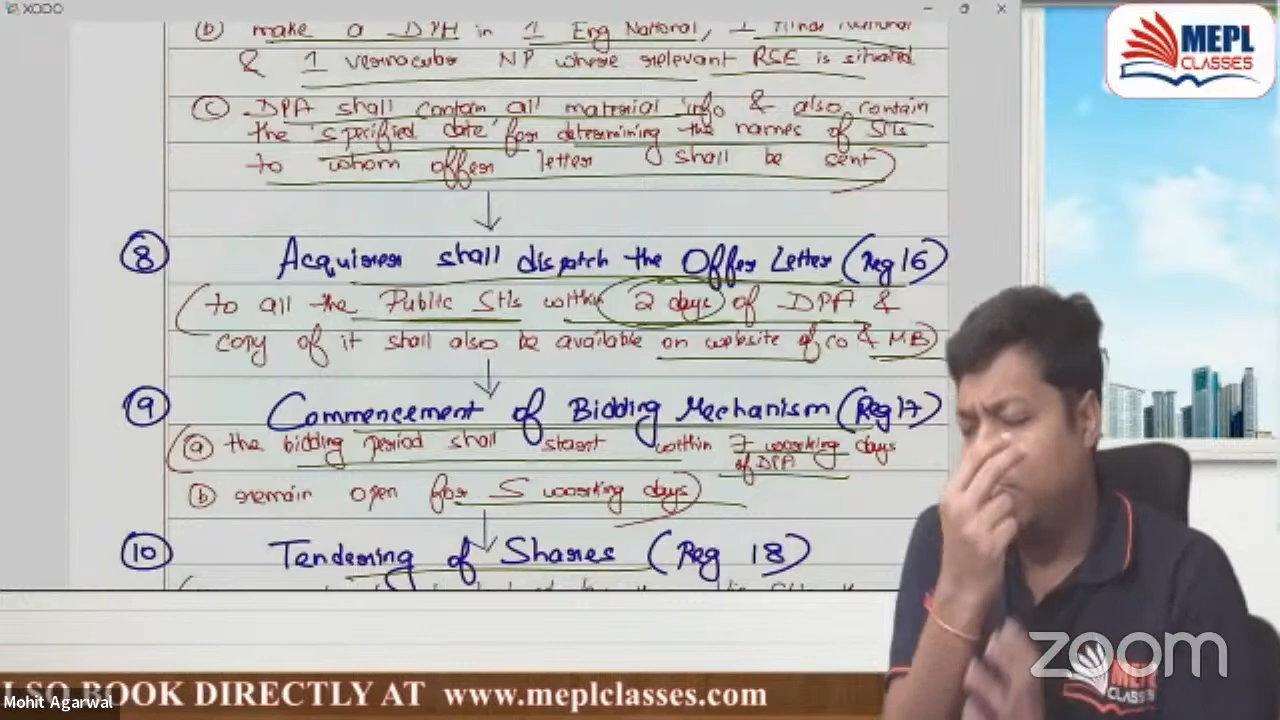 XODO
(b) make a DPA in 1 Eng National, 1 Hindi National
& 1 vernacular NP where relevant RSE is situated
(c) DPA shall contain all material info & also contain
the 'specified date' for determining the names of Stls
to whom offer letter shall be sent)
(8) Acquirer shall dispatch the Offer Letter (Reg 16)
(to all the Public Stls within 2 days of DPA &
copy of it shall also be available on website of co & MB)
(9) Commencement of Bidding Mechanism (Reg 17)
(a) the bidding period shall start within 7 working days
of DPA
(b) remain open for 5 working days)
(10) Tendering of Shares (Reg 18)
MEPL
CLASSES
zoom
MEPL
CLASSES
LSO BOOK DIRECTLY AT www.meplclasses.com
Mohit Agarwal